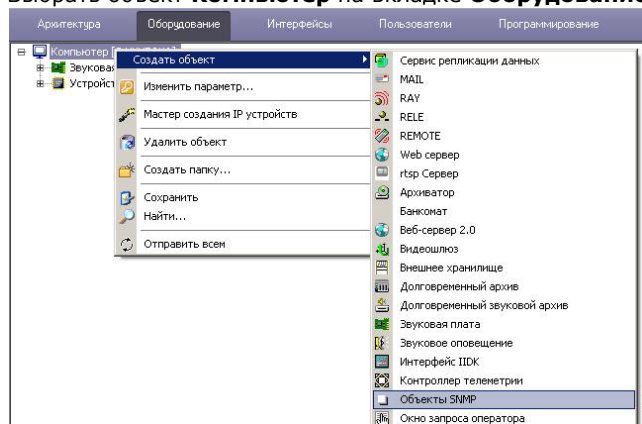 Выбрать объект Компьютер на вкладке Оборудование
Архитектура Оборудование Интерфейсы Пользователи Программирование
Компьютер
Звуковая
Устройст
Создать объект
Изменить параметр...
Мастер создания IP устройств
Удалить объект
Создать папку...
Сохранить
Найти...
Отправить всем
Сервис репликации данных
MAIL
RAY
RELE
REMOTE
Web сервер
rtsp Сервер
Архиватор
Банкомат
Веб-сервер 2.0
Видеошлюз
Внешнее хранилище
Долговременный архив
Долговременный звуковой архив
Звуковая плата
Звуковое оповещение
Интерфейс IIDK
Контроллер телеметрии
Объекты SNMP
Окно запроса оператора